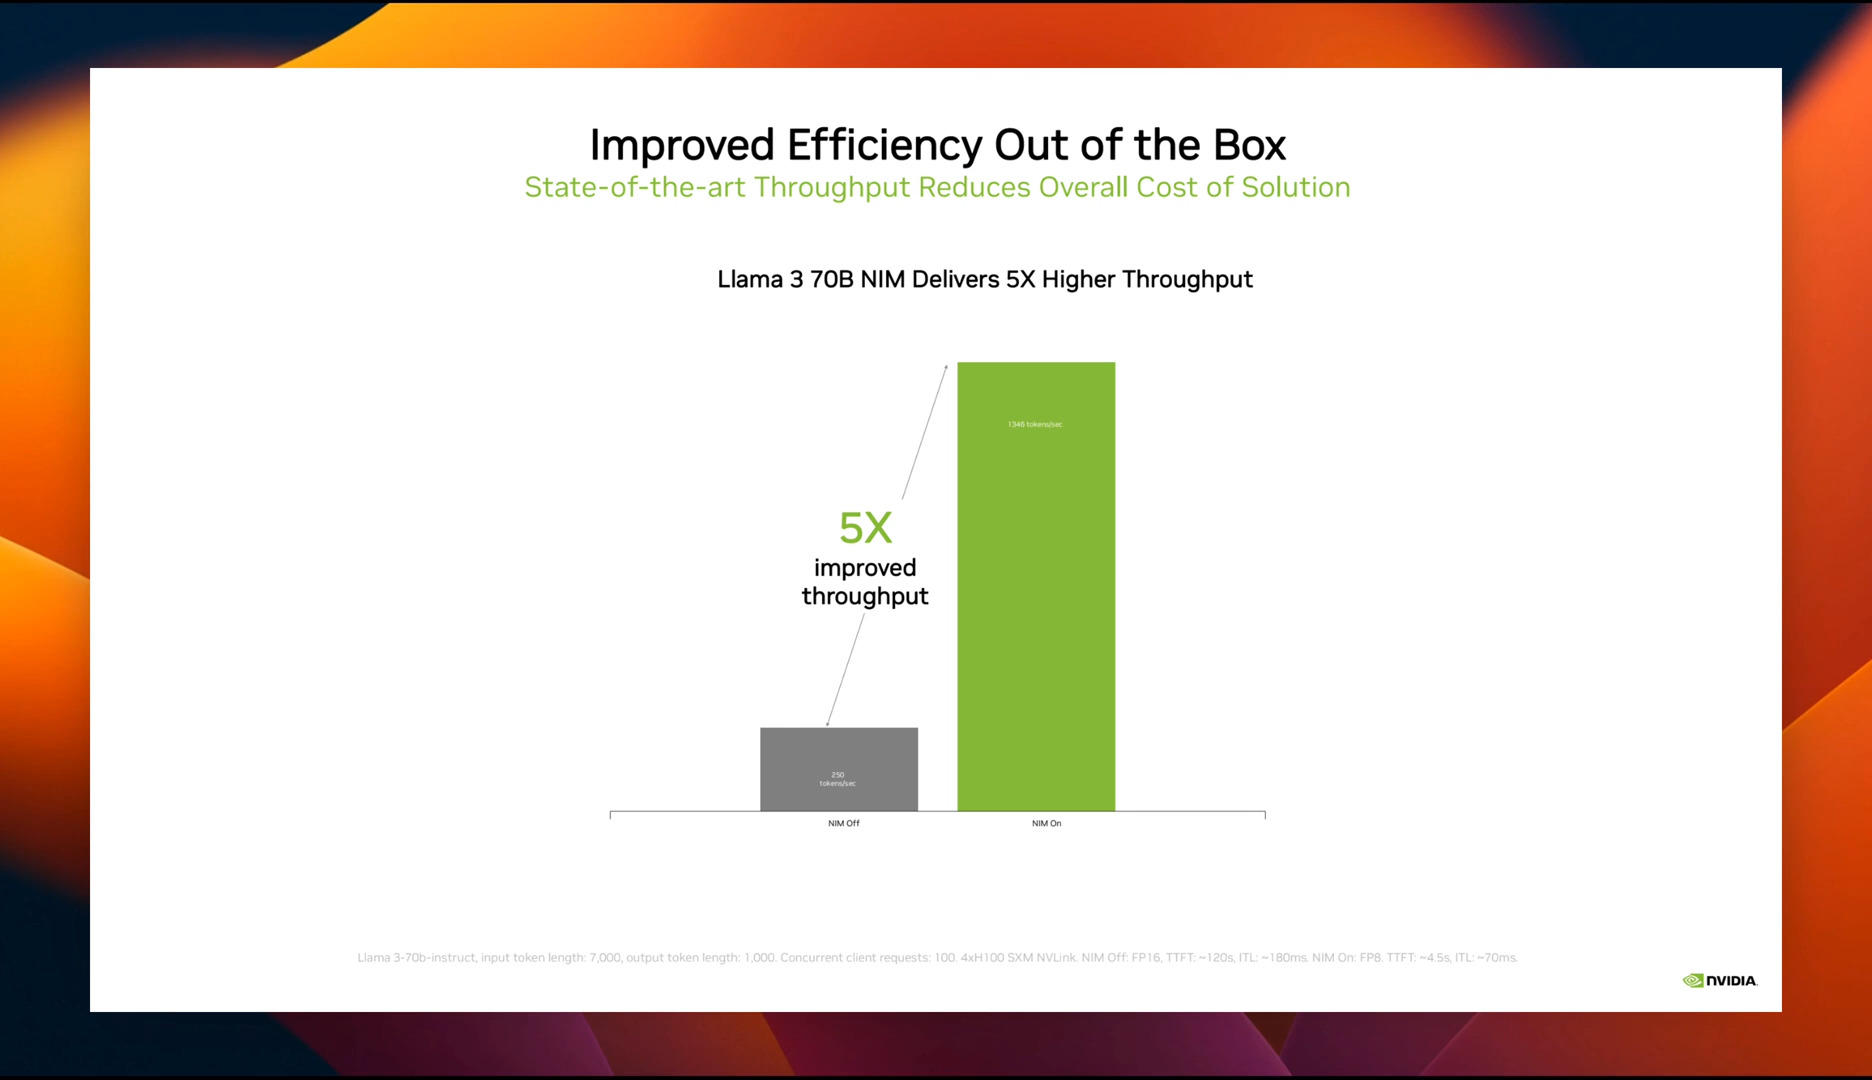 Improved Efficiency Out of the Box
State-of-the-art Throughput Reduces Overall Cost of Solution
Llama 3 70B NIM Delivers 5X Higher Throughput
1346 tokens/sec
5X
improved
throughput
250
tokens/sec
NIM Off
NIM On
Llama 3-70b-instruct, input token length: 7,000, output token length: 1,000. Concurrent client requests: 100. 4xH100 SXM NVLink. NIM Off: FP16, TTFT: ~120s, ITL: ~180ms. NIM On: FP8. TTFT: ~4.5s, ITL: ~70ms.
NVIDIA.